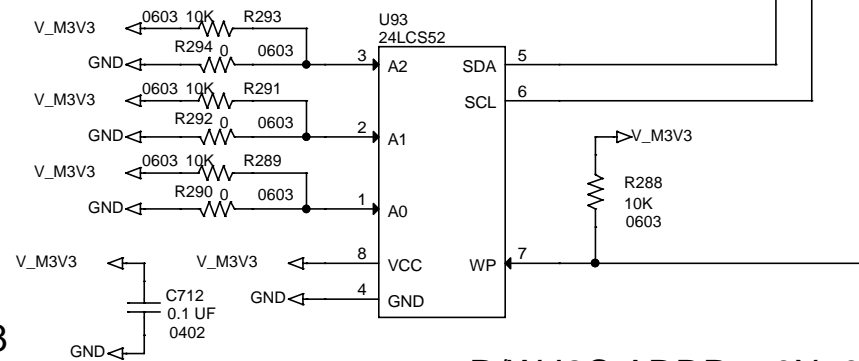 0603 10K R293
V_M3V3
R294 0 0603
GND
0603 10K R291
V_M3V3
R292 0 0603
GND
0603 10K R289
V_M3V3
R290 0 0603
GND
U93
24LCS52
3 A2
2 A1
1 A0
8 VCC
4 GND
SDA 5
SCL 6
WP 7
V_M3V3
R288
10K
0603
V_M3V3
V_M3V3
C712
0.1 UF
0402
GND
GND